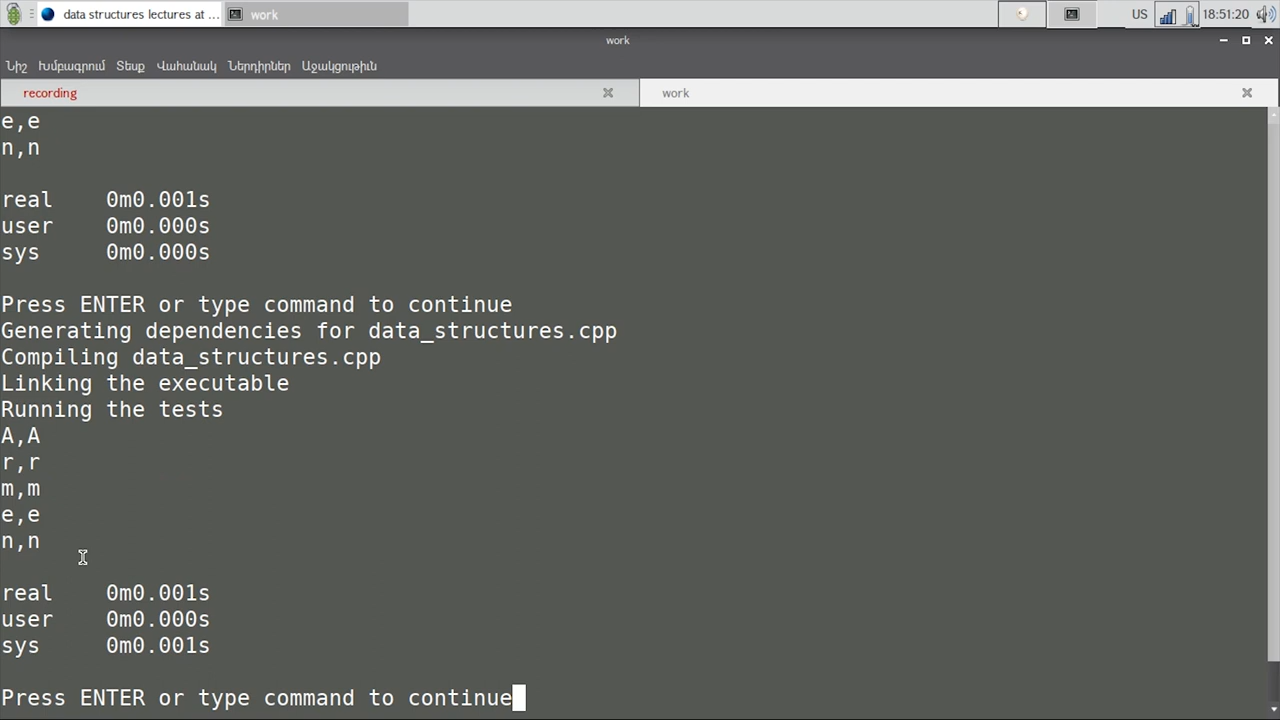 data structures lectures at ...
work
US
18:51:20
work
Նիշ Խմբագրում Տեսք Վահանակ Ներդիրներ Աջակցութիւն
recording
work
e,e
n,n
real 0m0.001s
user 0m0.000s
sys 0m0.000s
Press ENTER or type command to continue
Generating dependencies for data_structures.cpp
Compiling data_structures.cpp
Linking the executable
Running the tests
A,A
r,r
m,m
e,e
n,n
real 0m0.001s
user 0m0.000s
sys 0m0.001s
Press ENTER or type command to continue